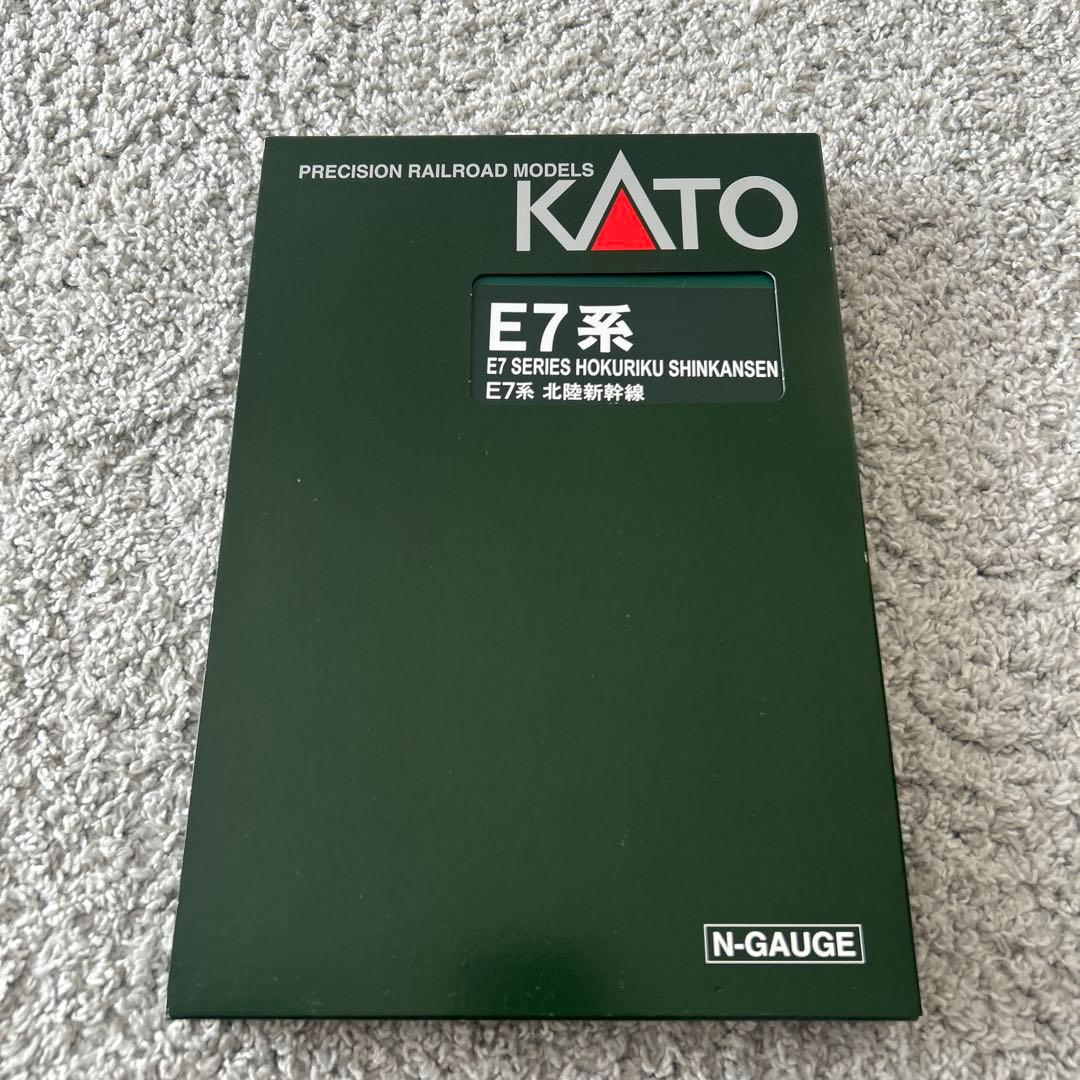 PRECISION RAILROAD MODELS
KATO
E7系
E7 SERIES HOKURIKU SHINKANSEN
E7系 北陸新幹線
N-GAUGE